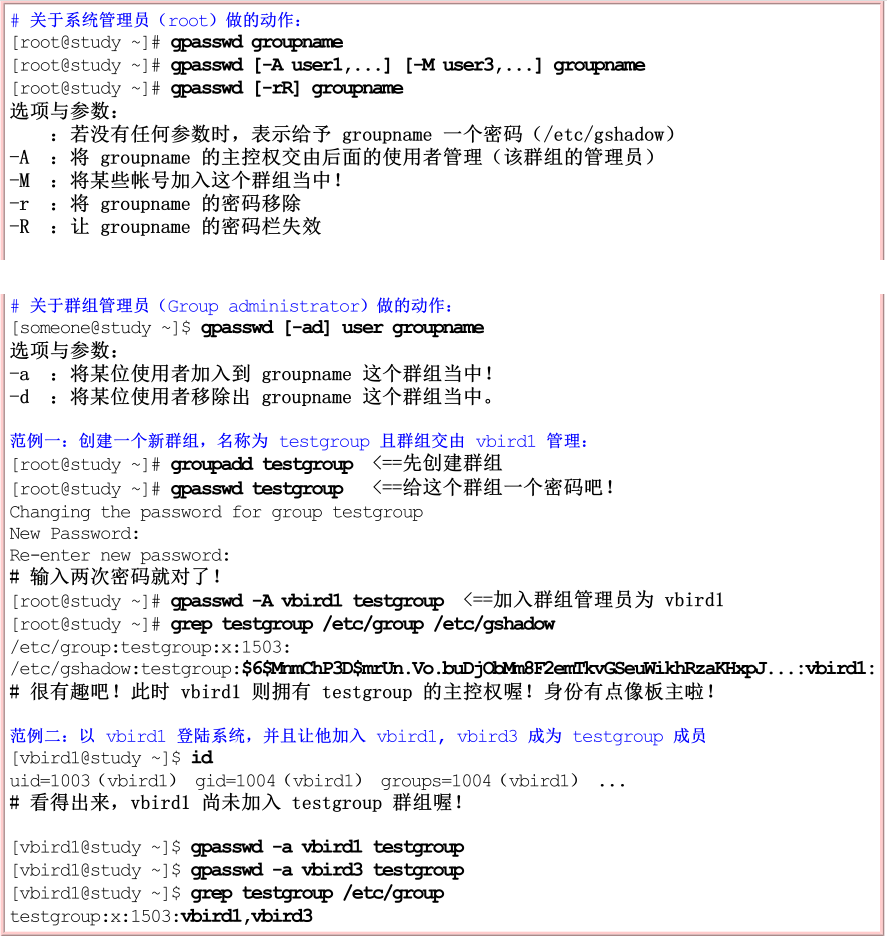 # 关于系统管理员（root）做的动作：
[root@study ~]# gpasswd groupname
[root@study ~]# gpasswd [-A user1,...] [-M user3,...] groupname
[root@study ~]# gpasswd [-rR] groupname
选项与参数：
    ：若没有任何参数时，表示给予 groupname 一个密码（/etc/gshadow）
-A  ：将 groupname 的主控权交由后面的使用者管理（该群组的管理员）
-M  ：将某些帐号加入这个群组当中！
-r  ：将 groupname 的密码移除
-R  ：让 groupname 的密码栏失效
# 关于群组管理员（Group administrator）做的动作：
[someone@study ~]$ gpasswd [-ad] user groupname
选项与参数：
-a  ：将某位使用者加入到 groupname 这个群组当中！
-d  ：将某位使用者移除出 groupname 这个群组当中。
范例一：创建一个新群组，名称为 testgroup 且群组交由 vbird1 管理：
[root@study ~]# groupadd testgroup  <==先创建群组
[root@study ~]# gpasswd testgroup   <==给这个群组一个密码吧！
Changing the password for group testgroup
New Password:
Re-enter new password:
# 输入两次密码就对了！
[root@study ~]# gpasswd -A vbird1 testgroup  <==加入群组管理员为 vbird1
[root@study ~]# grep testgroup /etc/group /etc/gshadow
/etc/group:testgroup:x:1503:
/etc/gshadow:testgroup:$6$MnmChP3D$mrUn.Vo.buDjObMm8F2emTkvGSeuWikhRzaKHxpJ...:vbird1:
# 很有趣吧！此时 vbird1 则拥有 testgroup 的主控权喔！身份有点像板主啦！
范例二：以 vbird1 登陆系统，并且让他加入 vbird1, vbird3 成为 testgroup 成员
[vbird1@study ~]$ id
uid=1003（vbird1） gid=1004（vbird1） groups=1004（vbird1） ...
# 看得出来，vbird1 尚未加入 testgroup 群组喔！
[vbird1@study ~]$ gpasswd -a vbird1 testgroup
[vbird1@study ~]$ gpasswd -a vbird3 testgroup
[vbird1@study ~]$ grep testgroup /etc/group
testgroup:x:1503:vbird1,vbird3